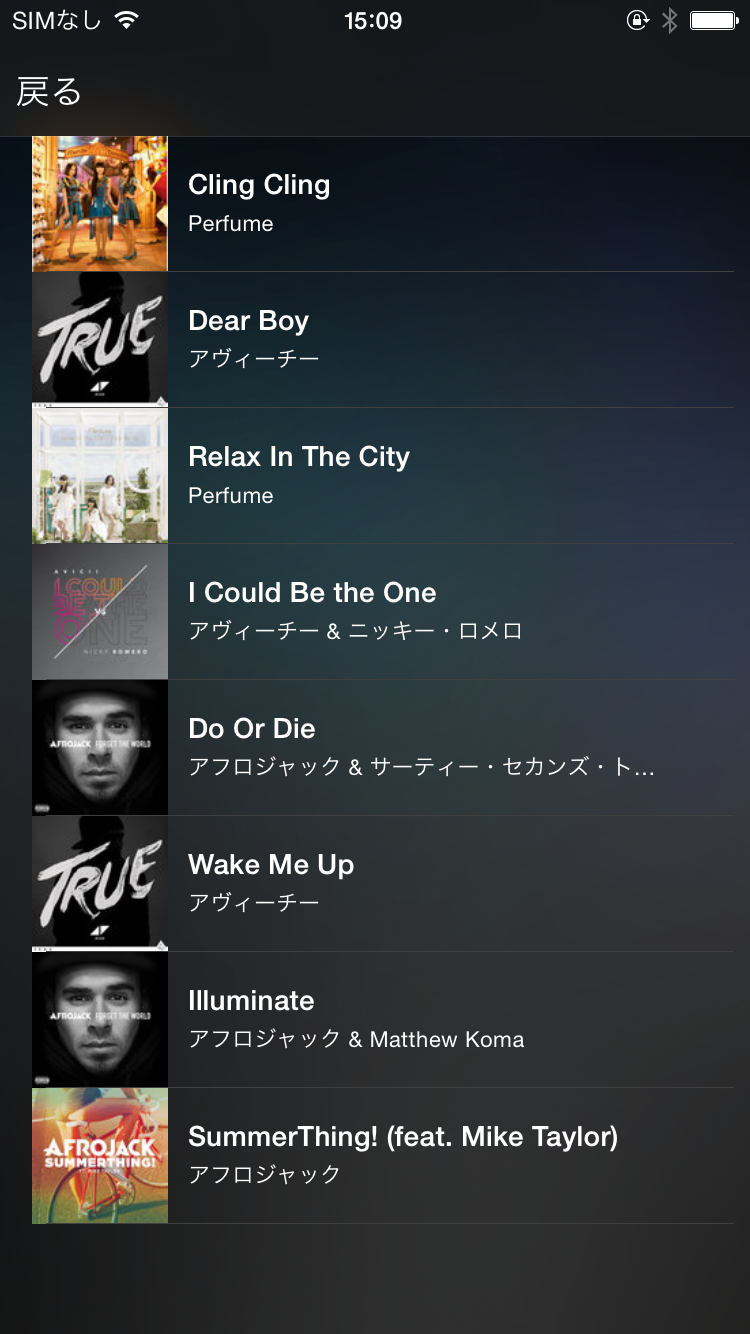 SIMなし 15:09
戻る
Cling Cling
Perfume
TRUE
Dear Boy
アヴィーチー
Relax In The City
Perfume
AVICII
I COULD
BE THE
VS
ONE
NICKY ROMERO
I Could Be the One
アヴィーチー & ニッキー・ロメロ
AFROJACK FORGET THE WORLD
Do Or Die
アフロジャック & サーティー・セカンズ・ト…
TRUE
Wake Me Up
アヴィーチー
AFROJACK FORGET THE WORLD
Illuminate
アフロジャック & Matthew Koma
AFROJACK
SUMMERTHING!
SummerThing! (feat. Mike Taylor)
アフロジャック